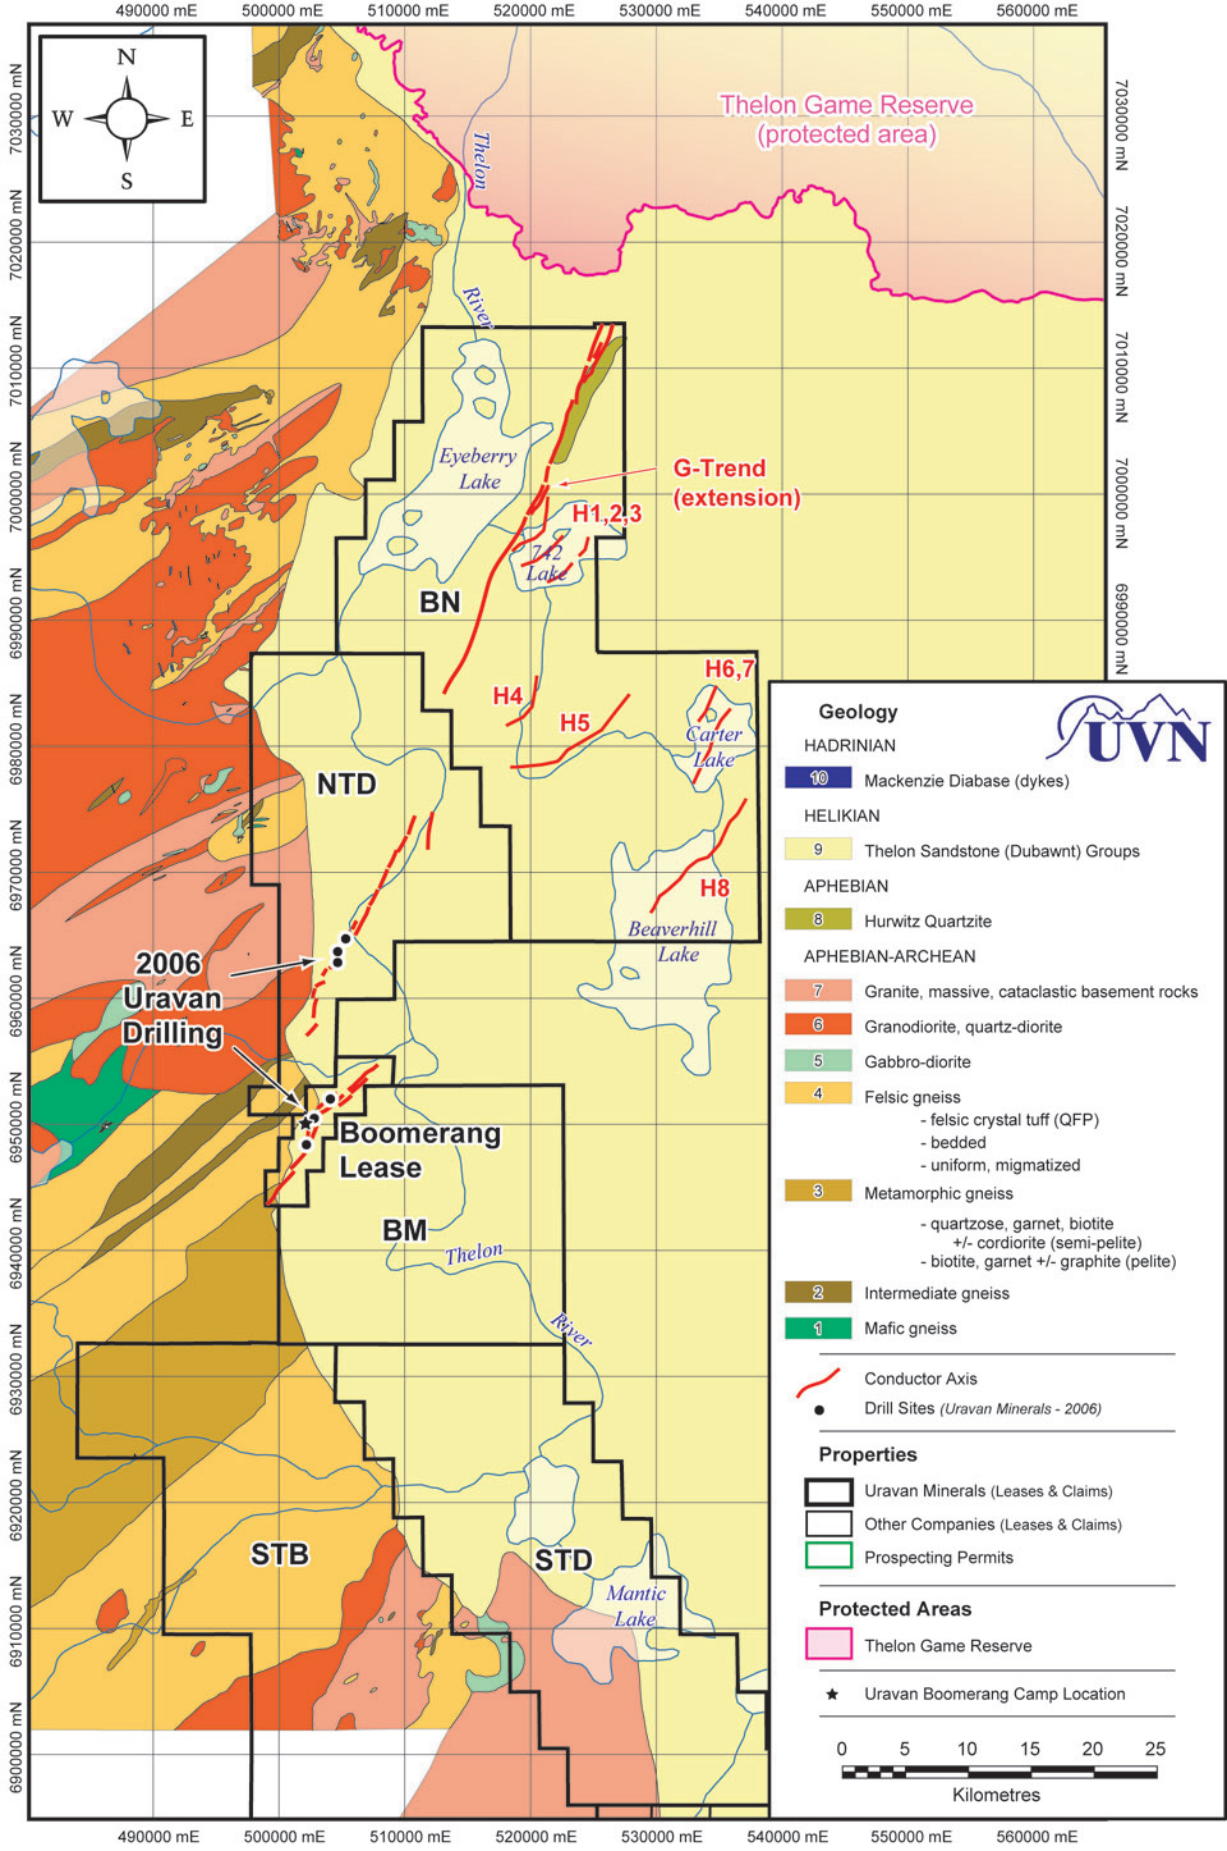 490000 mE 500000 mE 510000 mE 520000 mE 530000 mE 540000 mE 550000 mE 560000 mE
N
W E
S
7030000 mN
7020000 mN
7010000 mN
7000000 mN
6990000 mN
6980000 mN
6970000 mN
6960000 mN
6950000 mN
6940000 mN
6930000 mN
6920000 mN
6910000 mN
6900000 mN
7030000 mN
7020000 mN
7010000 mN
7000000 mN
6990000 mN
Thelon Game Reserve
(protected area)
Thelon
River
Eyeberry
Lake
G-Trend
(extension)
H1,2,3
742
Lake
BN
H4
H5
H6,7
Carter
Lake
NTD
H8
Beaverhill
Lake
2006
Uravan
Drilling
Boomerang
Lease
BM
Thelon
River
STB
STD
Mantic
Lake
UVN
Geology
HADRINIAN
10 Mackenzie Diabase (dykes)
HELIKIAN
9 Thelon Sandstone (Dubawnt) Groups
APHEBIAN
8 Hurwitz Quartzite
APHEBIAN-ARCHEAN
7 Granite, massive, cataclastic basement rocks
6 Granodiorite, quartz-diorite
5 Gabbro-diorite
4 Felsic gneiss
- felsic crystal tuff (QFP)
- bedded
- uniform, migmatized
3 Metamorphic gneiss
- quartzose, garnet, biotite
+/- cordiorite (semi-pelite)
- biotite, garnet +/- graphite (pelite)
2 Intermediate gneiss
1 Mafic gneiss
Conductor Axis
Drill Sites (Uravan Minerals - 2006)
Properties
Uravan Minerals (Leases & Claims)
Other Companies (Leases & Claims)
Prospecting Permits
Protected Areas
Thelon Game Reserve
Uravan Boomerang Camp Location
0 5 10 15 20 25
Kilometres
490000 mE 500000 mE 510000 mE 520000 mE 530000 mE 540000 mE 550000 mE 560000 mE